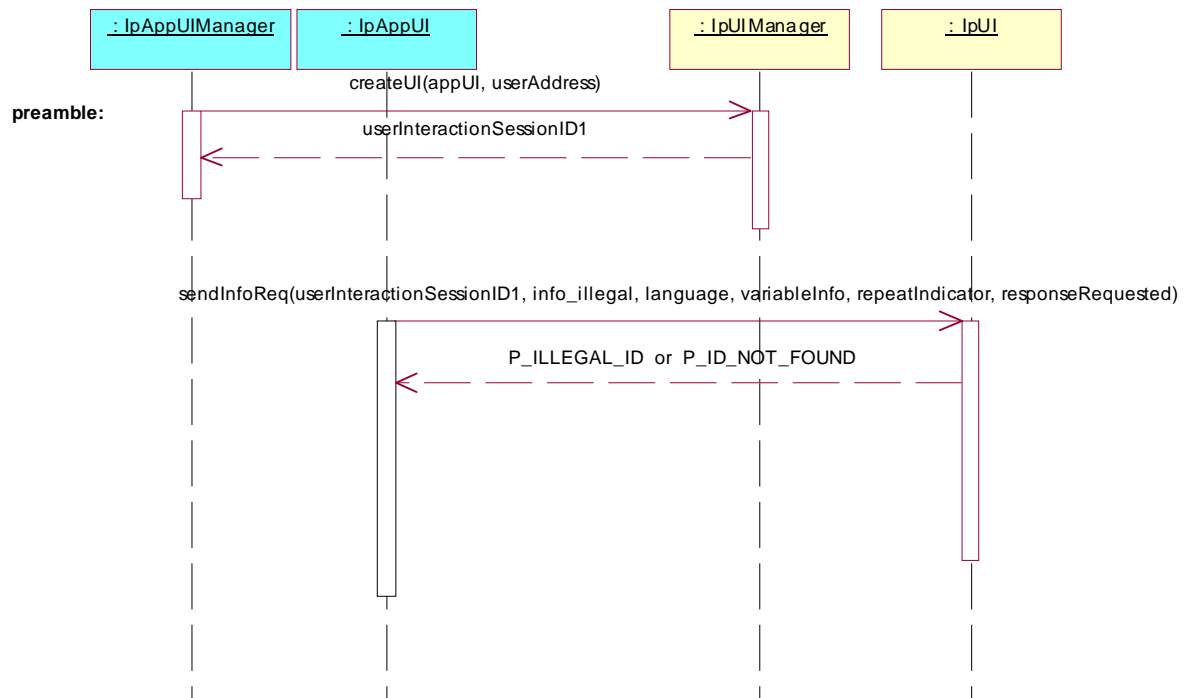 : IpAppUIManager
: IpAppUI
: IpUIManager
: IpUI
createUI(appUI, userAddress)
preamble:
userInteractionSessionID1
sendInfoReq(userInteractionSessionID1, info_illegal, language, variableInfo, repeatIndicator, responseRequested)
P_ILLEGAL_ID or P_ID_NOT_FOUND